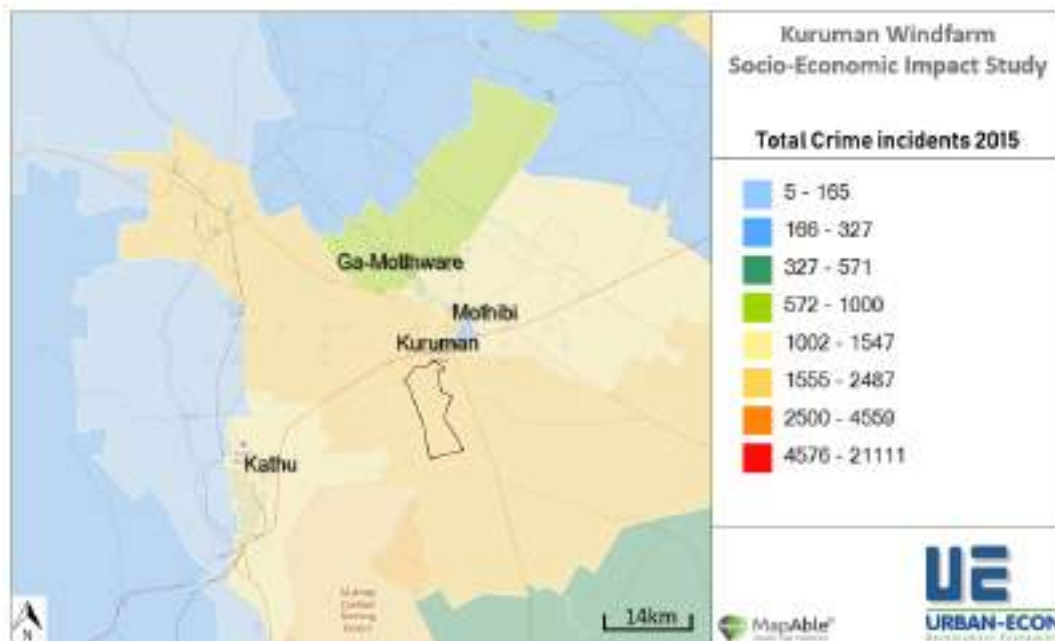 Kuruman Windfarm
Socio-Economic Impact Study
Total Crime incidents 2015
5 - 165
166 - 327
327 - 571
572 - 1000
1002 - 1547
1555 - 2487
2500 - 4559
4576 - 21111
Ga-Motlhware
Mothibi
Kuruman
Kathu
14km
N
MapAble
UE
URBAN-ECON